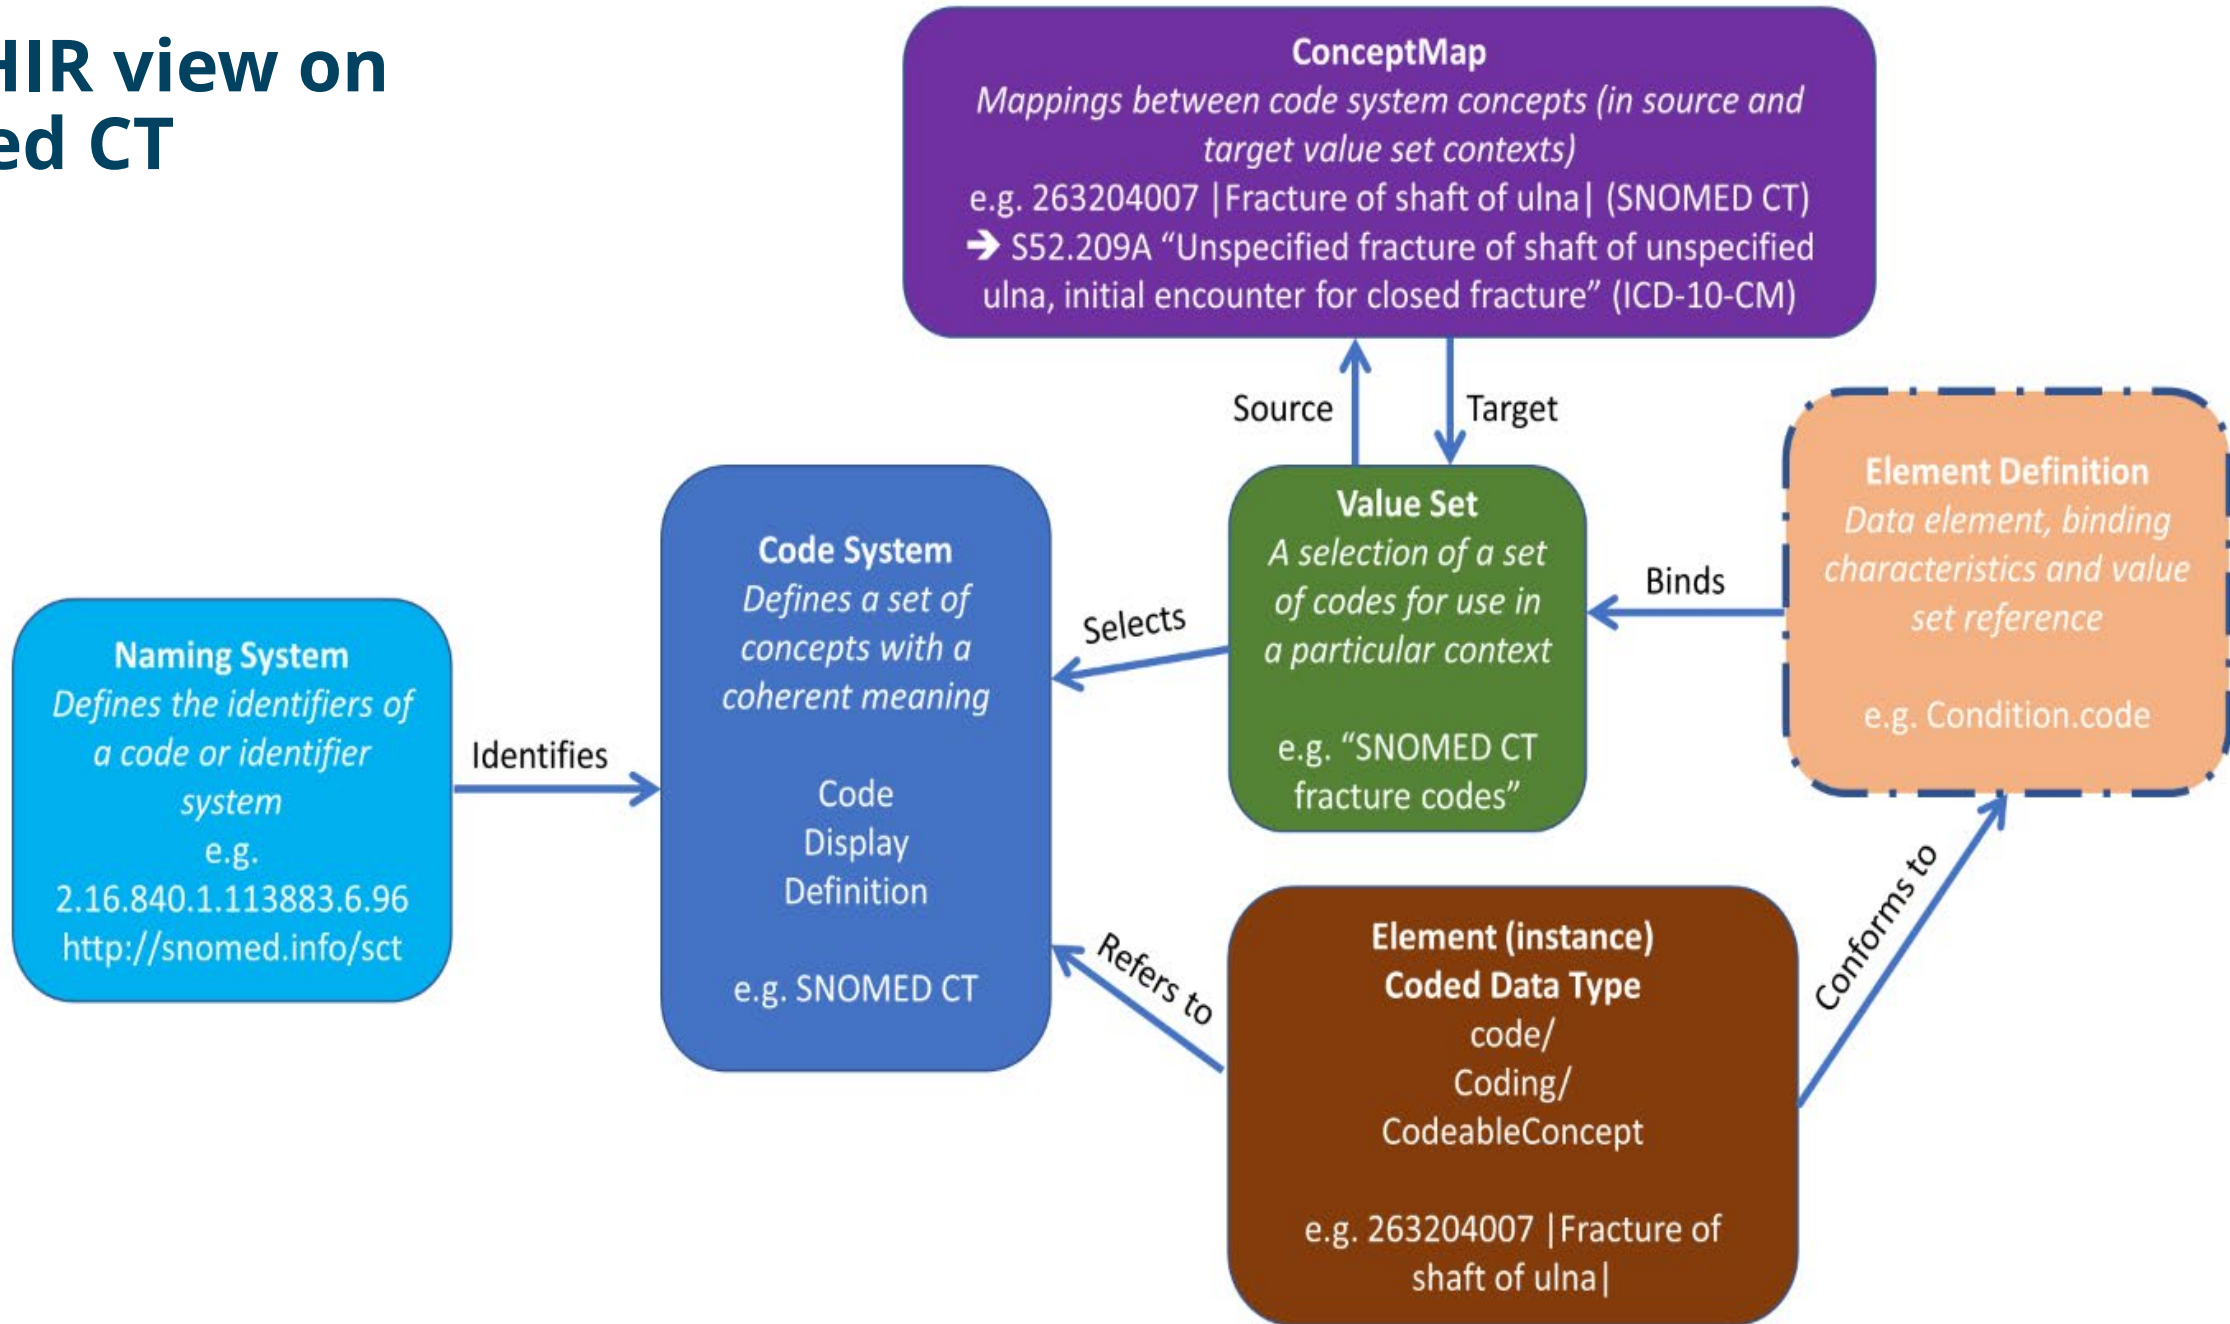 HIR view on
ed CT
ConceptMap
Mappings between code system concepts (in source and
target value set contexts)
e.g. 263204007 |Fracture of shaft of ulna| (SNOMED CT)
➔ S52.209A “Unspecified fracture of shaft of unspecified
ulna, initial encounter for closed fracture” (ICD-10-CM)
Source
Target
Element Definition
Data element, binding
characteristics and value
set reference
e.g. Condition.code
Value Set
A selection of a set
of codes for use in
a particular context
e.g. “SNOMED CT
fracture codes”
Binds
Selects
Code System
Defines a set of
concepts with a
coherent meaning
Code
Display
Definition
e.g. SNOMED CT
Naming System
Defines the identifiers of
a code or identifier
system
e.g.
2.16.840.1.113883.6.96
http://snomed.info/sct
Identifies
Refers to
Conforms to
Element (instance)
Coded Data Type
code/
Coding/
CodeableConcept
e.g. 263204007 |Fracture of
shaft of ulna|